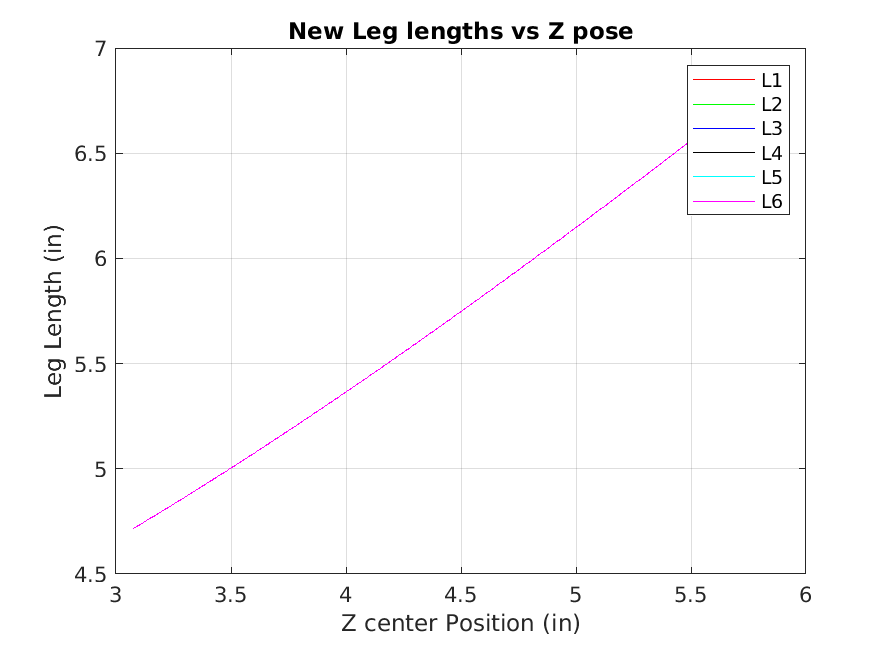 New Leg lengths vs Z pose
7
6.5
6
5.5
5
4.5
Leg Length (in)
L1
L2
L3
L4
L5
L6
3
3.5
4
4.5
5
5.5
6
Z center Position (in)